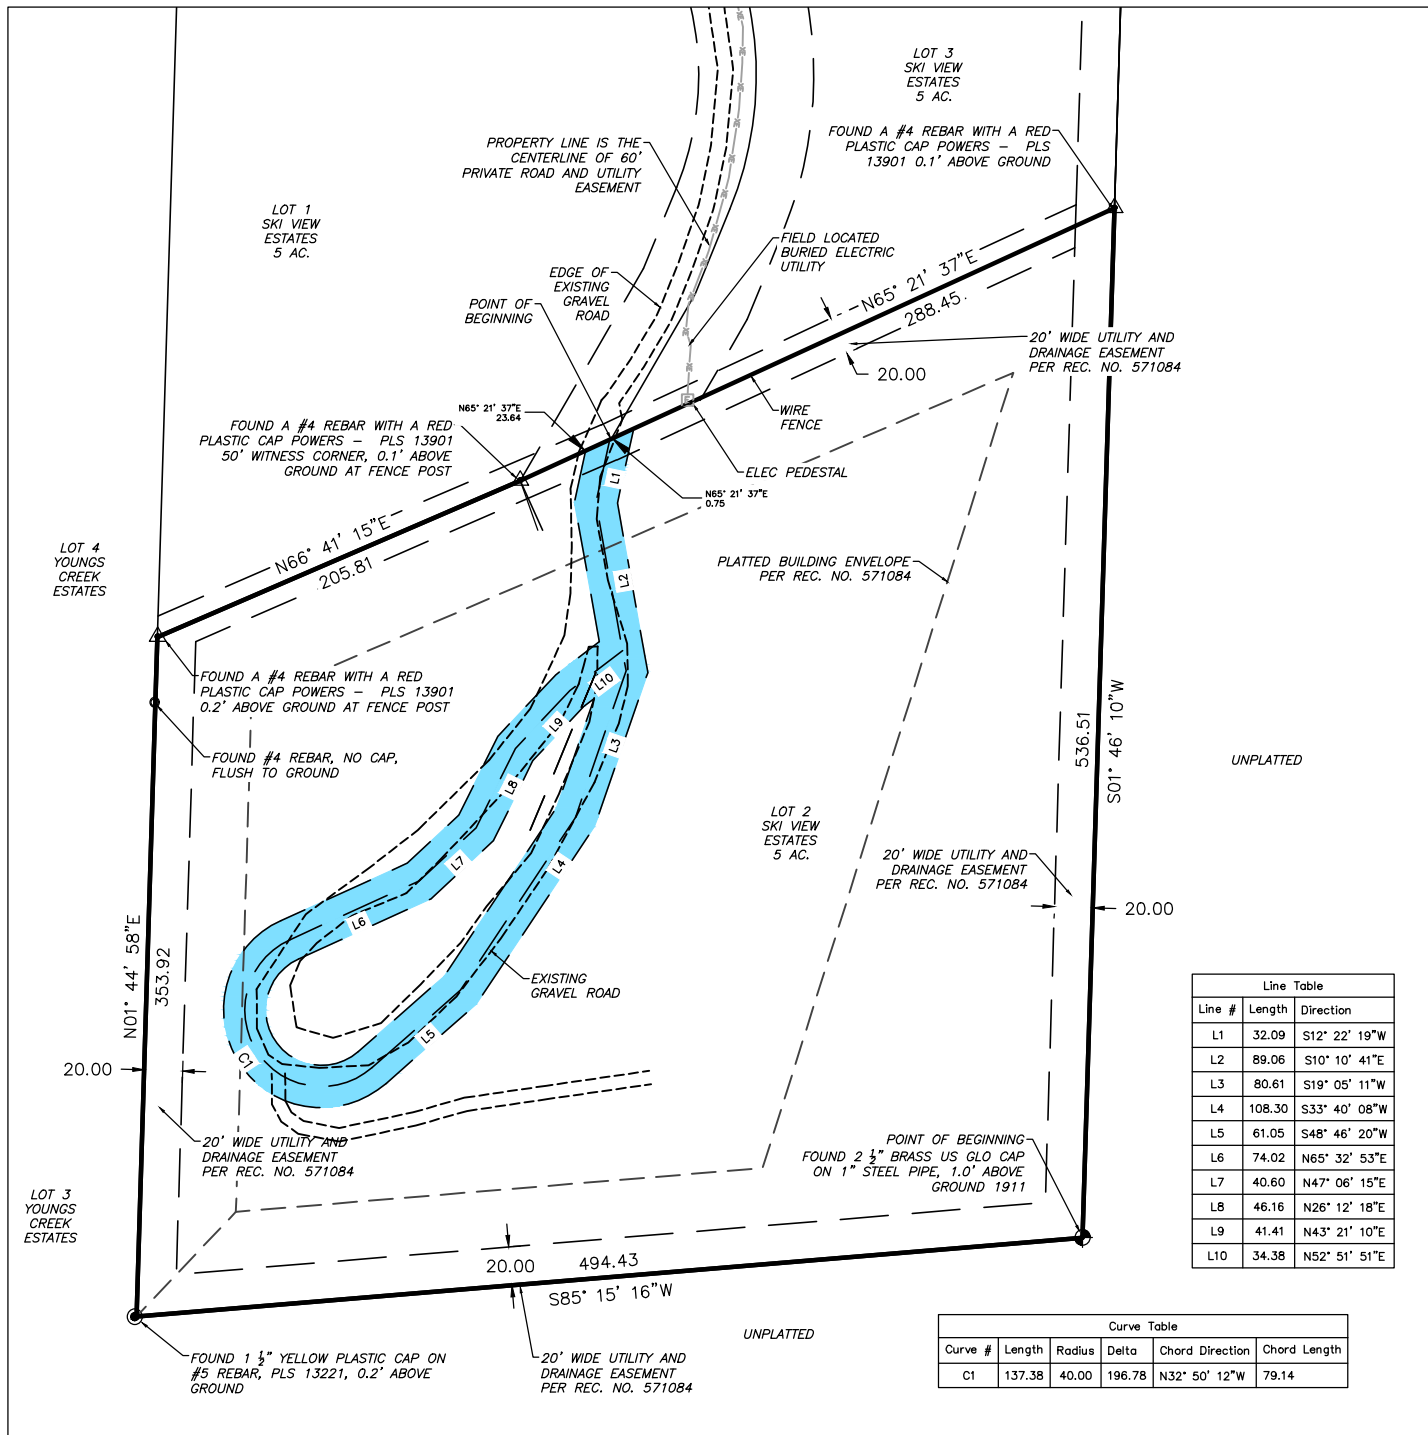 LOT 3
SKI VIEW
ESTATES
5 AC.
PROPERTY LINE IS THE
CENTERLINE OF 60'
PRIVATE ROAD AND UTILITY
EASEMENT
FOUND A #4 REBAR WITH A RED
PLASTIC CAP POWERS – PLS
13901 0.1' ABOVE GROUND
LOT 1
SKI VIEW
ESTATES
5 AC.
FIELD LOCATED
BURIED ELECTRIC
UTILITY
EDGE OF
EXISTING
GRAVEL
ROAD
POINT OF
BEGINNING
N65° 21' 37"E
288.45
20' WIDE UTILITY AND
DRAINAGE EASEMENT
PER REC. NO. 571084
20.00
WIRE
FENCE
N65° 21' 37"E
23.64
FOUND A #4 REBAR WITH A RED
PLASTIC CAP POWERS – PLS 13901
50' WITNESS CORNER, 0.1' ABOVE
GROUND AT FENCE POST
ELEC PEDESTAL
E
N65° 21' 37"E
0.75
L1
N66° 41' 15"E
205.81
LOT 4
YOUNGS
CREEK
ESTATES
PLATTED BUILDING ENVELOPE
PER REC. NO. 571084
L2
FOUND A #4 REBAR WITH A RED
PLASTIC CAP POWERS – PLS 13901
0.2' ABOVE GROUND AT FENCE POST
L10
L9
L3
FOUND #4 REBAR, NO CAP,
FLUSH TO GROUND
536.51
S01° 46' 10"W
UNPLATTED
L8
LOT 2
SKI VIEW
ESTATES
5 AC.
L7
L4
20' WIDE UTILITY AND
DRAINAGE EASEMENT
PER REC. NO. 571084
20.00
L6
N01° 44' 58"E
353.92
EXISTING
GRAVEL ROAD
L5
C1
20.00
20' WIDE UTILITY AND
DRAINAGE EASEMENT
PER REC. NO. 571084
POINT OF BEGINNING
FOUND 2 ½" BRASS US GLO CAP
ON 1" STEEL PIPE, 1.0' ABOVE
GROUND 1911
LOT 3
YOUNGS
CREEK
ESTATES
20.00
494.43
S85° 15' 16"W
UNPLATTED
FOUND 1 ½" YELLOW PLASTIC CAP ON
#5 REBAR, PLS 13221, 0.2' ABOVE
GROUND
20' WIDE UTILITY AND
DRAINAGE EASEMENT
PER REC. NO. 571084
Line Table
Line # Length Direction
L1 32.09 S12° 22' 19"W
L2 89.06 S10° 10' 41"E
L3 80.61 S19° 05' 11"W
L4 108.30 S33° 40' 08"W
L5 61.05 S48° 46' 20"W
L6 74.02 N65° 32' 53"E
L7 40.60 N47° 06' 15"E
L8 46.16 N26° 12' 18"E
L9 41.41 N43° 21' 10"E
L10 34.38 N52° 51' 51"E
Curve Table
Curve # Length Radius Delta Chord Direction Chord Length
C1 137.38 40.00 196.78 N32° 50' 12"W 79.14